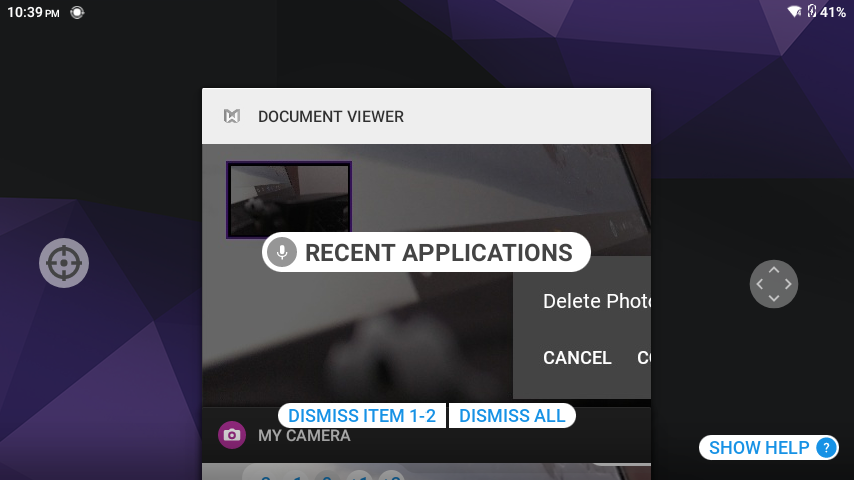 10:39 PM
41%
DOCUMENT VIEWER
RECENT APPLICATIONS
Delete Photo
CANCEL
DISMISS ITEM 1-2
DISMISS ALL
MY CAMERA
SHOW HELP ?